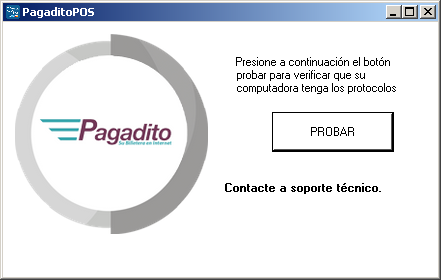 PagaditoPOS
Presione a continuación el botón
probar para verificar que su
computadora tenga los protocolos
Pagadito
Su Billetera en Internet
PROBAR
Contacte a soporte técnico.